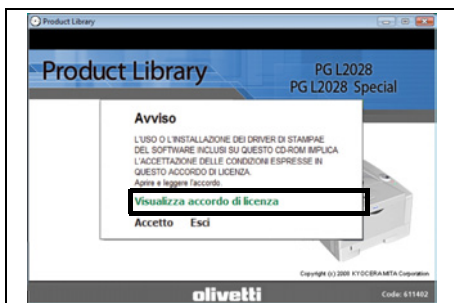 Product Library
Product Library
PG L2028
PG L2028 Special
Avviso
L'USO O L'INSTALLAZIONE DEI DRIVER DI STAMPAE
DEL SOFTWARE INCLUSI SU QUESTO CD-ROM IMPLICA
L'ACCETTAZIONE DELLE CONDIZIONI ESPRESSE IN
QUESTO ACCORDO DI LICENZA.
Aprire e leggere l'accordo.
Visualizza accordo di licenza
Accetto Esci
Copyright (c) 2008 KYOCERA MITA Corporation
olivetti
Code: 611402